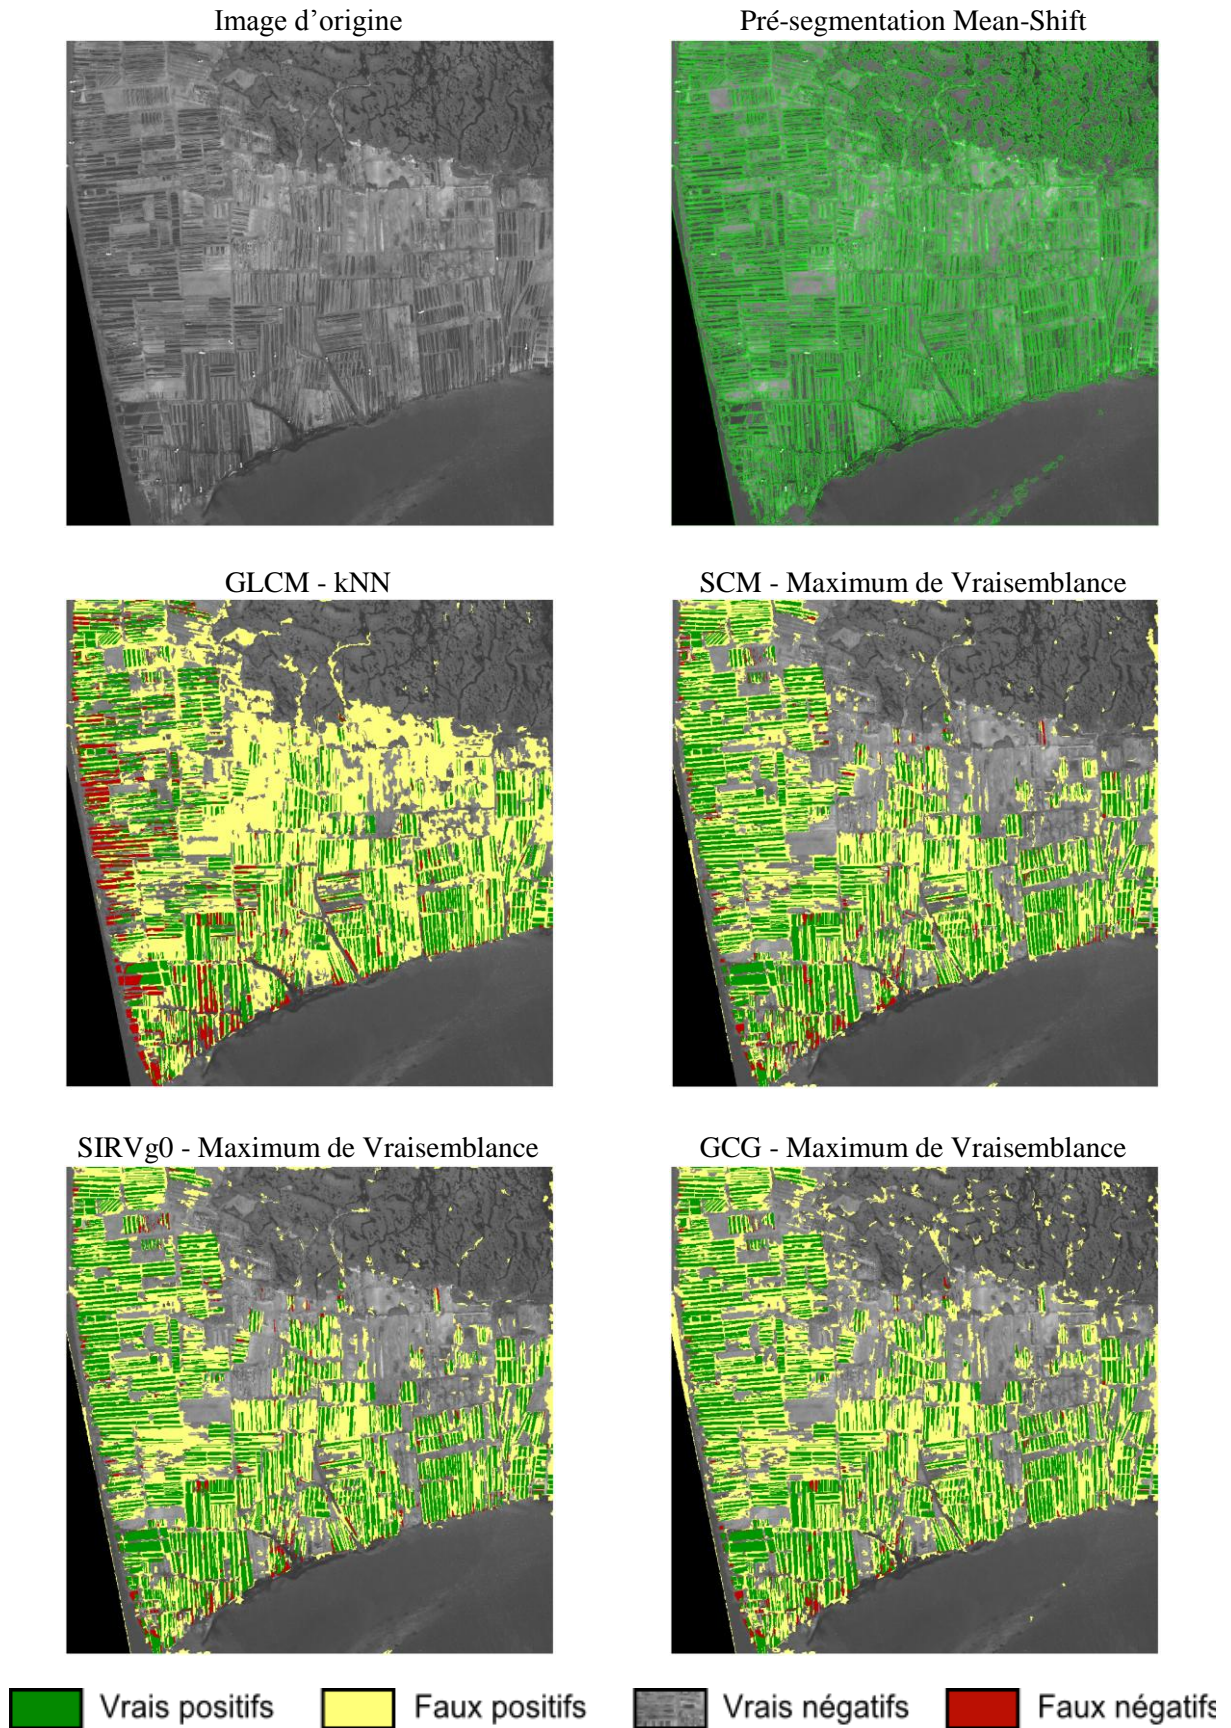 Image d'origine
Pré-segmentation Mean-Shift
GLCM - kNN
SCM - Maximum de Vraisemblance
SIRVg0 - Maximum de Vraisemblance
GCG - Maximum de Vraisemblance
Vrais positifs
Faux positifs
Vrais négatifs
Faux négatifs